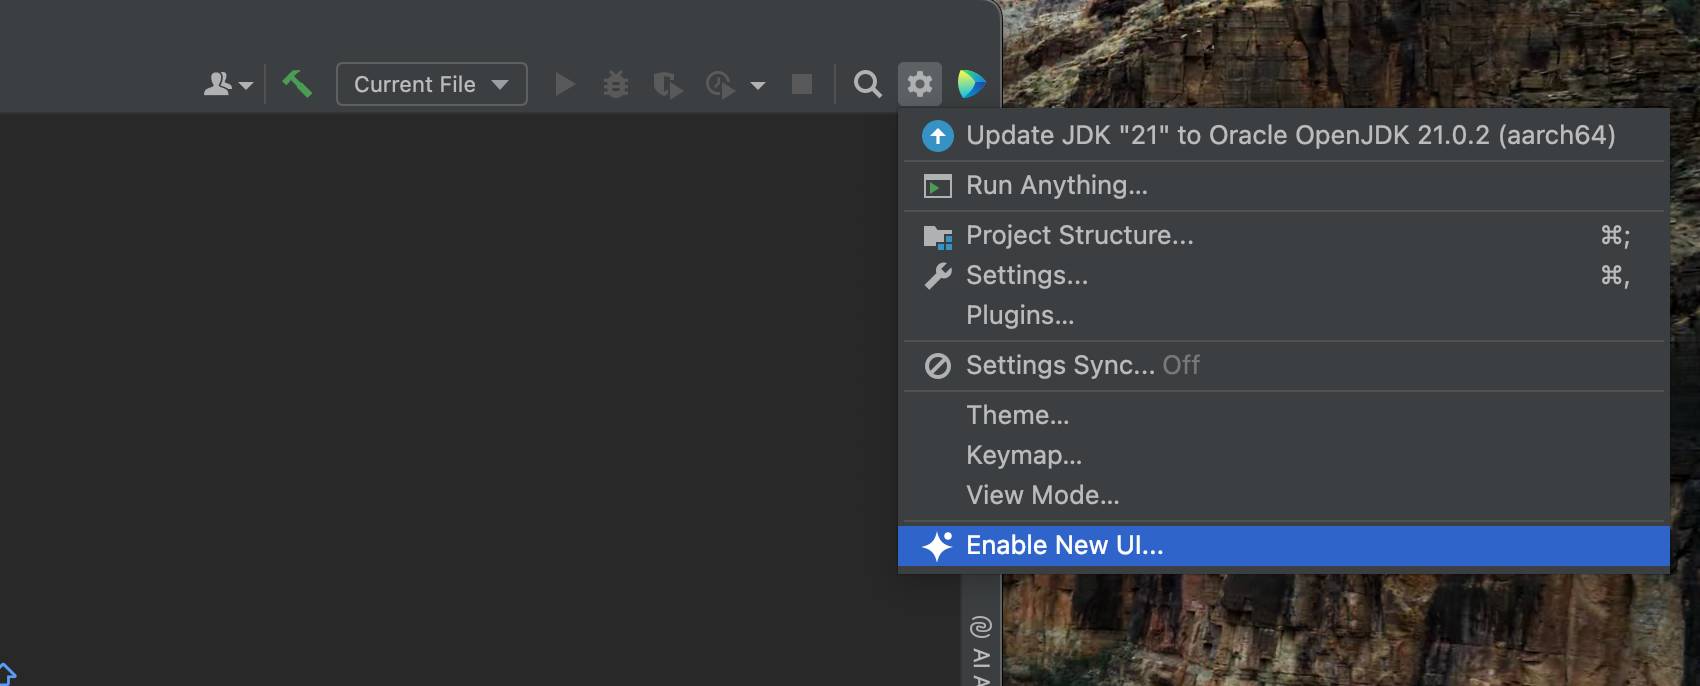 Current File
Update JDK "21" to Oracle OpenJDK 21.0.2 (aarch64)
Run Anything...
Project Structure... ⌘;
Settings... ⌘,
Plugins...
Settings Sync... Off
Theme...
Keymap...
View Mode...
Enable New UI...
AI A